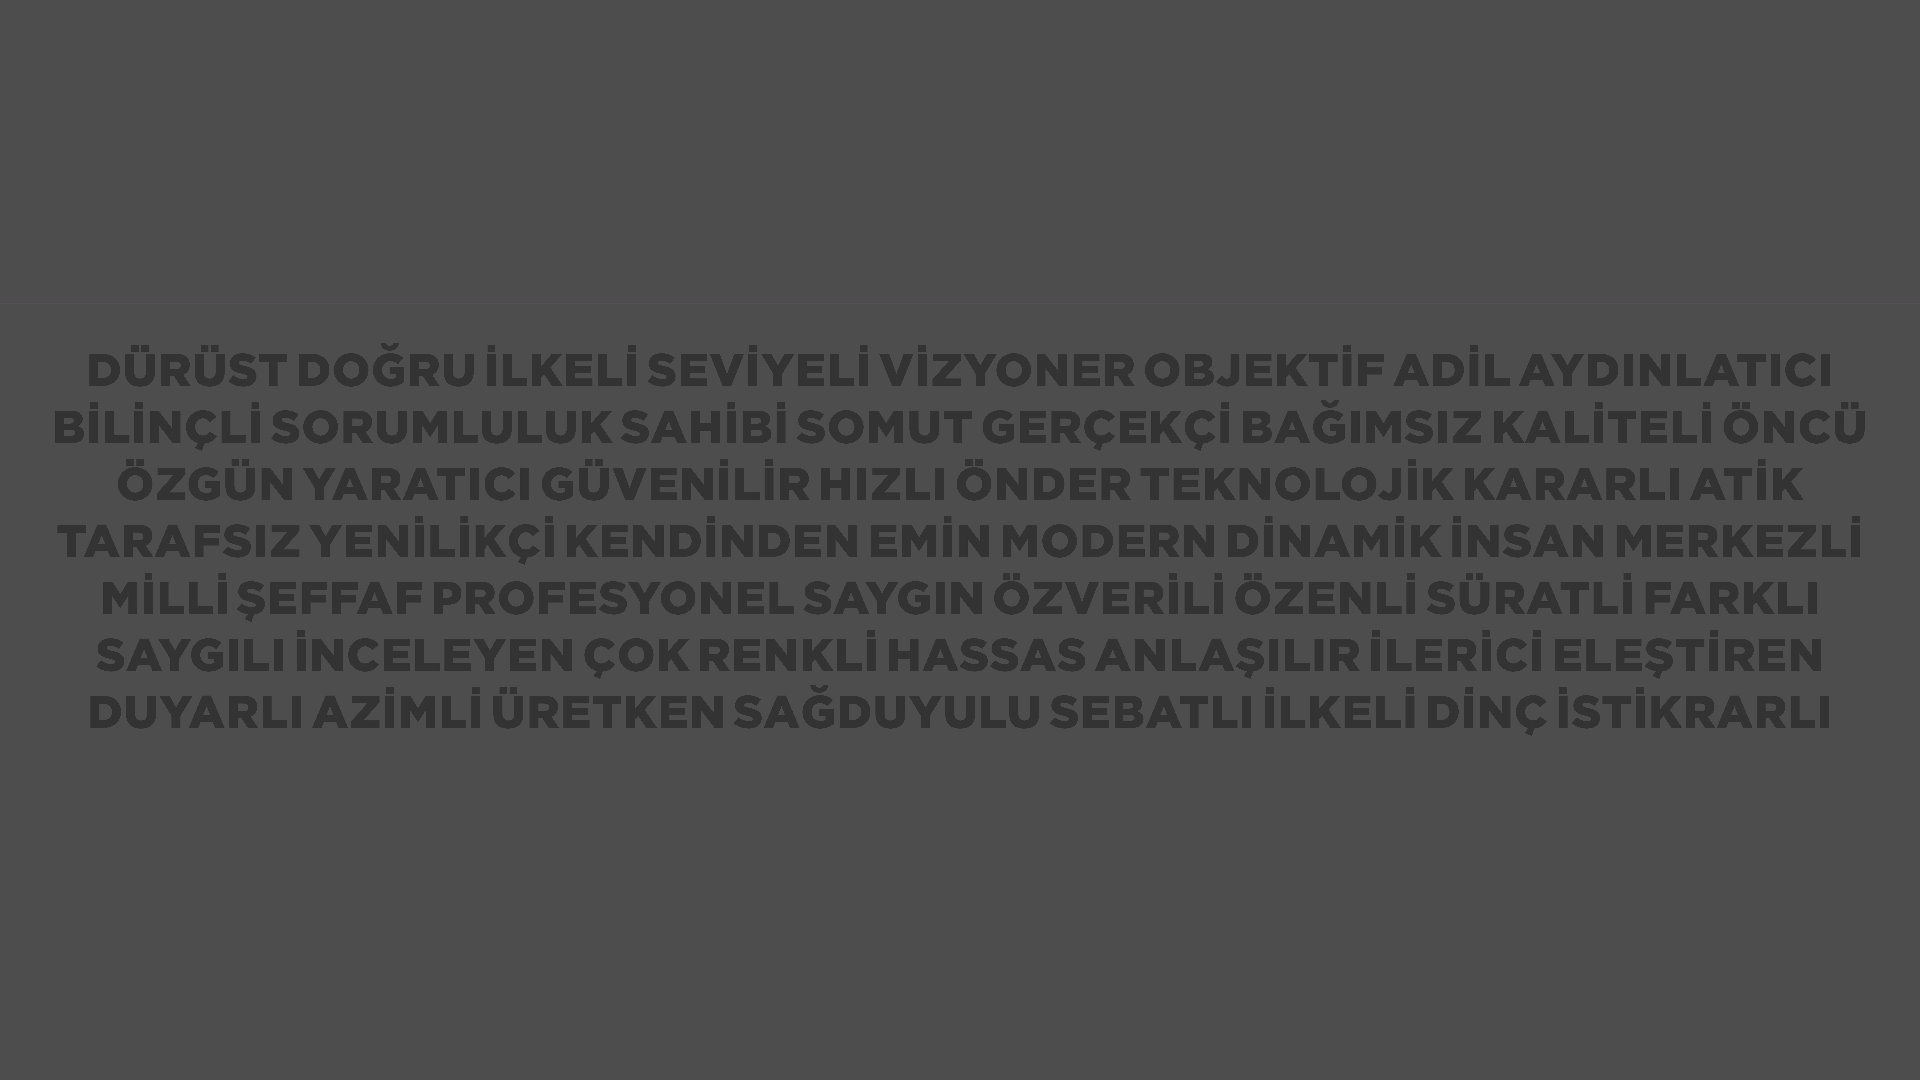 DÜRÜST DOĞRU İLKELİ SEVİYELİ VİZYONER OBJEKTİF ADİL AYDINLATICI
BİLİNÇLİ SORUMLULUK SAHİBİ SOMUT GERÇEKÇİ BAĞIMSIZ KALİTELİ ÖNCÜ
ÖZGÜN YARATICI GÜVENİLİR HIZLI ÖNDER TEKNOLOJİK KARARLI ATİK
TARAFSIZ YENİLİKÇİ KENDİNDEN EMİN MODERN DİNAMİK İNSAN MERKEZLİ
MİLLİ ŞEFFAF PROFESYONEL SAYGIN ÖZVERİLİ ÖZENLİ SÜRATLİ FARKLI
SAYGILI İNCELEYEN ÇOK RENKLİ HASSAS ANLAŞILIR İLERİCİ ELEŞTİREN
DUYARLI AZİMLİ ÜRETKEN SAĞDUYULU SEBATLI İLKELİ DİNÇ İSTİKRARLI